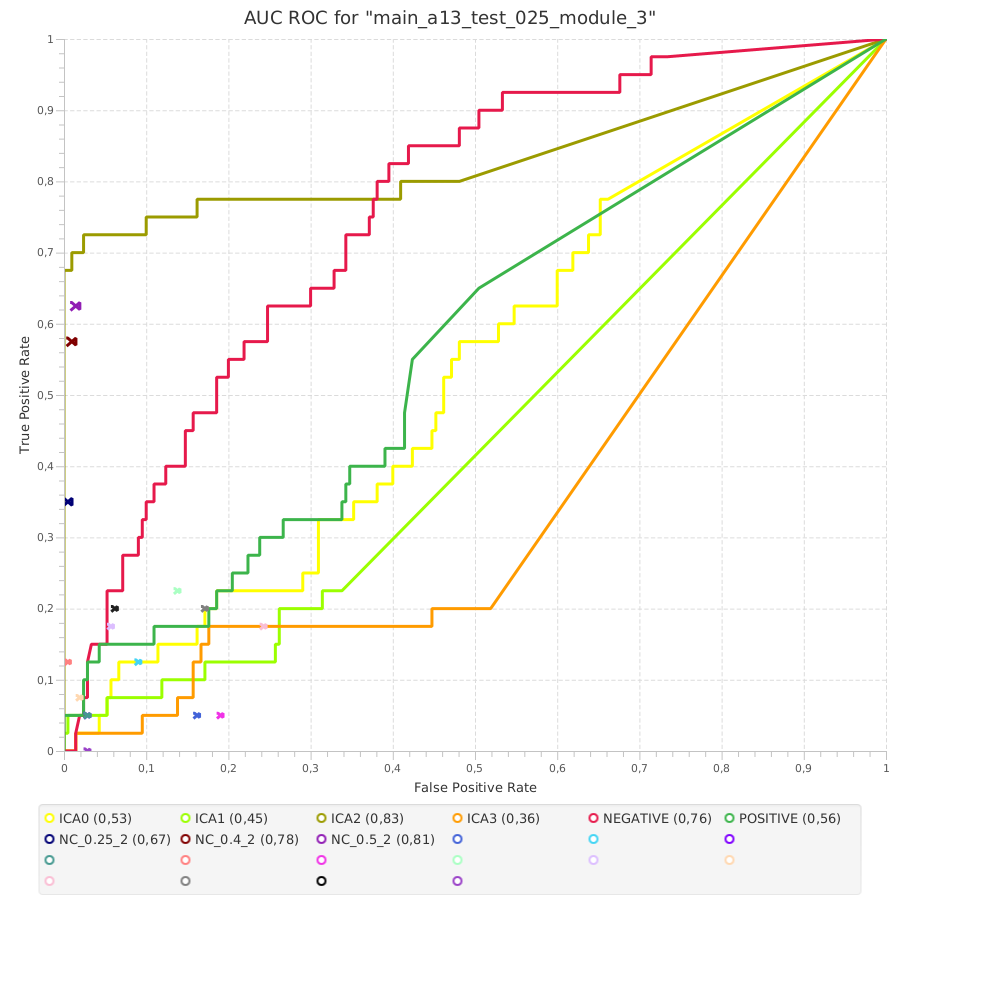 AUC ROC for "main_a13_test_025_module_3"
1
0,9
0,8
0,7
0,6
0,5
0,4
0,3
0,2
0,1
0
True Positive Rate
0 0,1 0,2 0,3 0,4 0,5 0,6 0,7 0,8 0,9 1
False Positive Rate
ICA0 (0,53) ICA1 (0,45) ICA2 (0,83) ICA3 (0,36) NEGATIVE (0,76) POSITIVE (0,56)
NC_0.25_2 (0,67) NC_0.4_2 (0,78) NC_0.5_2 (0,81)